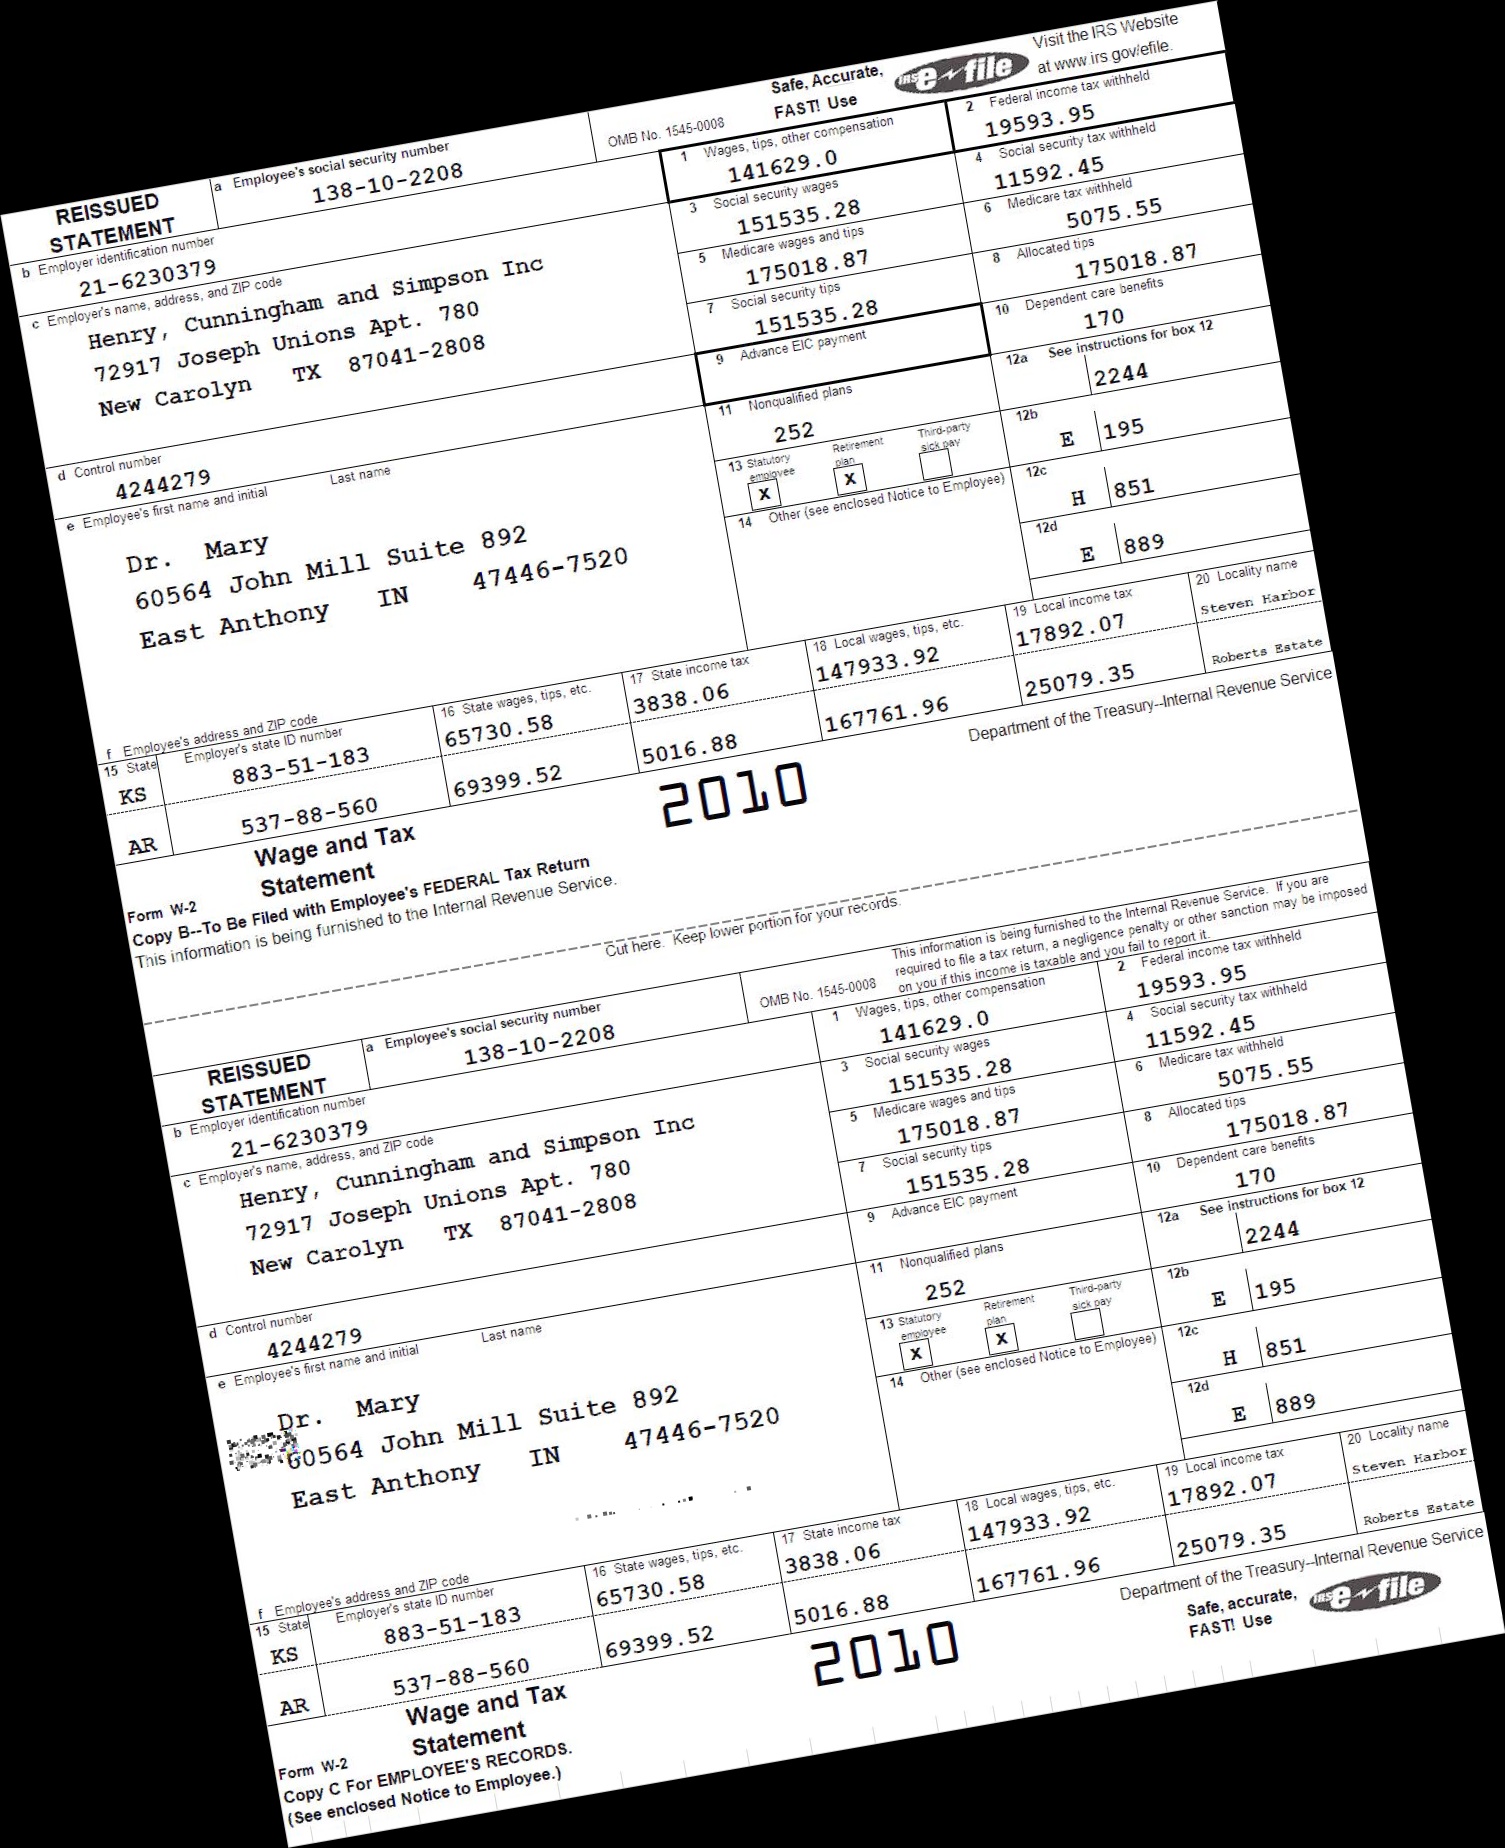 Safe, Accurate,
FAST! Use
IRS e-file
Visit the IRS Website
at www.irs.gov/efile.
REISSUED
STATEMENT
a Employee's social security number
138-10-2208
OMB No. 1545-0008
1 Wages, tips, other compensation
141629.0
2 Federal income tax withheld
19593.95
b Employer identification number
21-6230379
3 Social security wages
151535.28
4 Social security tax withheld
11592.45
c Employer's name, address, and ZIP code
Henry, Cunningham and Simpson Inc
72917 Joseph Unions Apt. 780
New Carolyn TX 87041-2808
5 Medicare wages and tips
175018.87
6 Medicare tax withheld
5075.55
7 Social security tips
151535.28
8 Allocated tips
175018.87
9 Advance EIC payment
10 Dependent care benefits
170
d Control number
4244279
11 Nonqualified plans
252
12a See instructions for box 12
2244
12b
E 195
13 Statutory employee
X
Retirement plan
X
Third-party sick pay
12c
H 851
12d
E 889
14 Other (see enclosed Notice to Employee)
e Employee's first name and initial Last name
Dr. Mary
60564 John Mill Suite 892
East Anthony IN 47446-7520
f Employee's address and ZIP code
15 State Employer's state ID number
16 State wages, tips, etc.
17 State income tax
18 Local wages, tips, etc.
19 Local income tax
20 Locality name
KS 883-51-183 65730.58 3838.06 147933.92 17892.07 Steven Harbor
AR 537-88-560 69399.52 5016.88 167761.96 25079.35 Roberts Estate
Form W-2 Wage and Tax
Statement
2010
Department of the Treasury--Internal Revenue Service
Copy B--To Be Filed with Employee's FEDERAL Tax Return
This information is being furnished to the Internal Revenue Service.
Cut here. Keep lower portion for your records.
This information is being furnished to the Internal Revenue Service. If you are
required to file a tax return, a negligence penalty or other sanction may be imposed
on you if this income is taxable and you fail to report it.
REISSUED
STATEMENT
a Employee's social security number
138-10-2208
OMB No. 1545-0008
1 Wages, tips, other compensation
141629.0
2 Federal income tax withheld
19593.95
b Employer identification number
21-6230379
3 Social security wages
151535.28
4 Social security tax withheld
11592.45
c Employer's name, address, and ZIP code
Henry, Cunningham and Simpson Inc
72917 Joseph Unions Apt. 780
New Carolyn TX 87041-2808
5 Medicare wages and tips
175018.87
6 Medicare tax withheld
5075.55
7 Social security tips
151535.28
8 Allocated tips
175018.87
9 Advance EIC payment
10 Dependent care benefits
170
d Control number
4244279
11 Nonqualified plans
252
12a See instructions for box 12
2244
12b
E 195
13 Statutory employee
X
Retirement plan
X
Third-party sick pay
12c
H 851
12d
E 889
14 Other (see enclosed Notice to Employee)
e Employee's first name and initial Last name
Dr. Mary
60564 John Mill Suite 892
East Anthony IN 47446-7520
f Employee's address and ZIP code
15 State Employer's state ID number
16 State wages, tips, etc.
17 State income tax
18 Local wages, tips, etc.
19 Local income tax
20 Locality name
KS 883-51-183 65730.58 3838.06 147933.92 17892.07 Steven Harbor
AR 537-88-560 69399.52 5016.88 167761.96 25079.35 Roberts Estate
Form W-2 Wage and Tax
Statement
2010
Department of the Treasury--Internal Revenue Service
Safe, accurate,
FAST! Use
IRS e-file
Copy C For EMPLOYEE'S RECORDS.
(See enclosed Notice to Employee.)